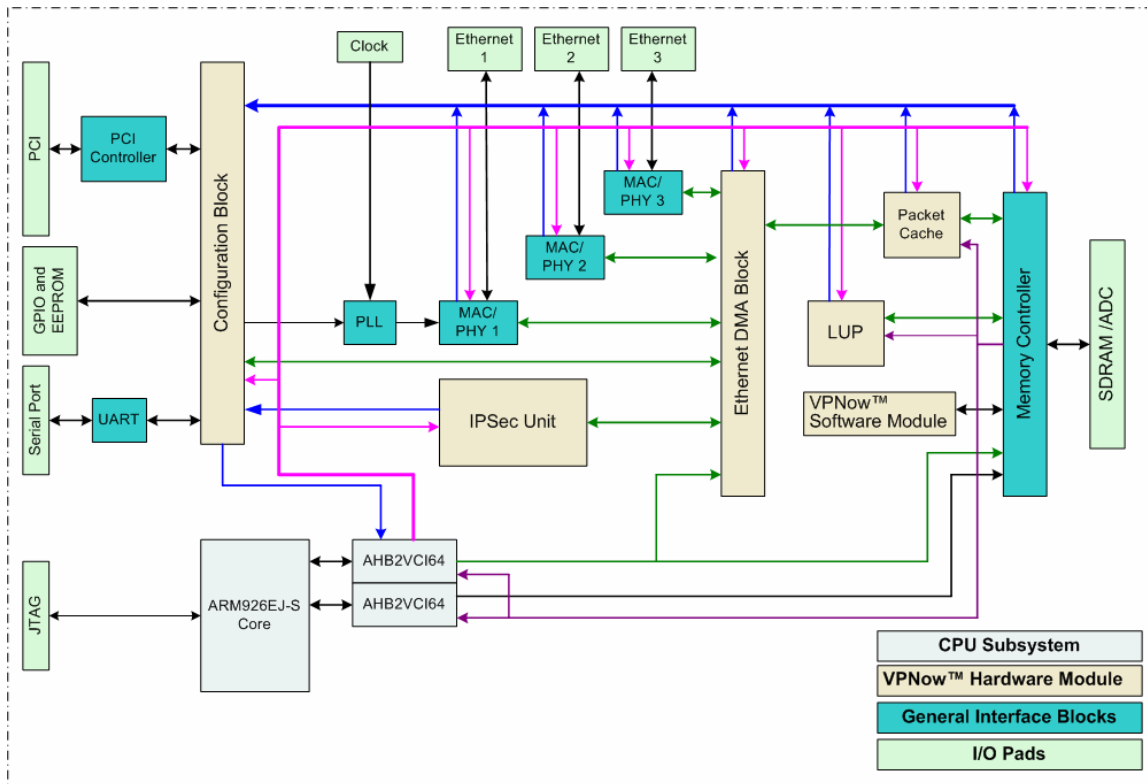 Clock
Ethernet
1
Ethernet
2
Ethernet
3
PCI
PCI
Controller
Configuration Block
MAC/
PHY 3
Packet
Cache
MAC/
PHY 2
GPIO and
EEPROM
PLL
MAC/
PHY 1
Ethernet DMA Block
LUP
Memory Controller
SDRAM /ADC
Serial Port
UART
IPSec Unit
VPNow™
Software Module
JTAG
ARM926EJ-S
Core
AHB2VCI64
AHB2VCI64
CPU Subsystem
VPNow™ Hardware Module
General Interface Blocks
I/O Pads